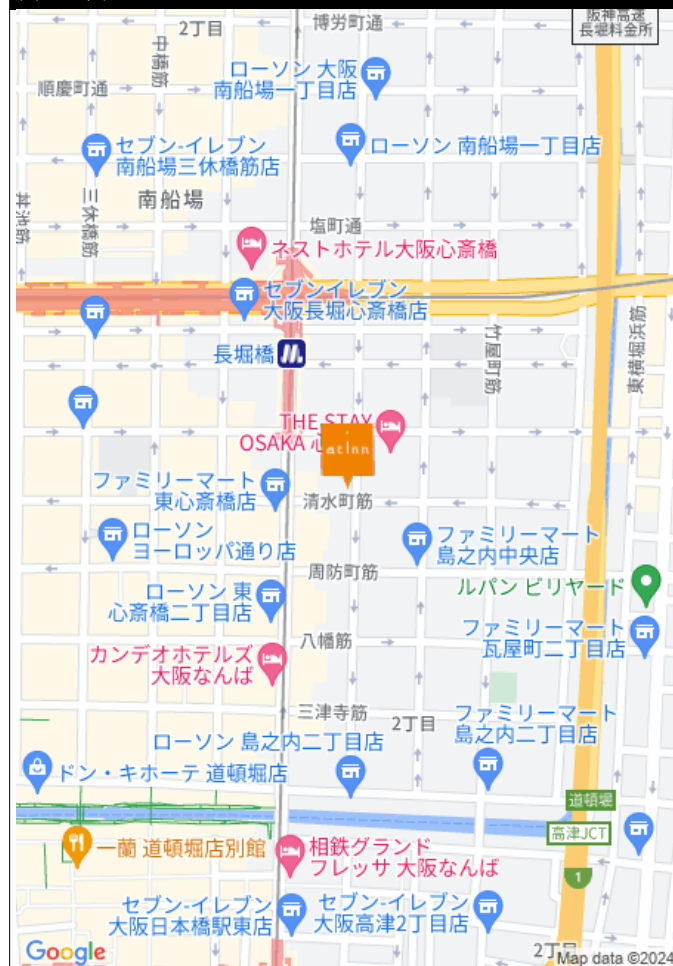 2丁目
博労町通
阪神高速
長堀料金所
中橋筋
順慶町通
ローソン 大阪
南船場一丁目店
セブン-イレブン
南船場三休橋筋店
ローソン 南船場一丁目店
南船場
丼池筋
三休橋筋
塩町通
ネストホテル大阪心斎橋
セブンイレブン
大阪長堀心斎橋店
竹屋町筋
東横堀浜筋
長堀橋
THE STAY
OSAKA 心
at inn
ファミリーマート
東心斎橋店
清水町筋
ローソン
ヨーロッパ通り店
ファミリーマート
島之内中央店
周防町筋
ルパン ビリヤード
ローソン 東
心斎橋二丁目店
八幡筋
ファミリーマート
瓦屋町二丁目店
カンデオホテルズ
大阪なんば
三津寺筋
2丁目
ファミリーマート
島之内二丁目店
ローソン 島之内二丁目店
ドン・キホーテ 道頓堀店
道頓堀
高津JCT
一蘭 道頓堀店別館
相鉄グランド
フレッサ 大阪なんば
1
セブン-イレブン
大阪日本橋駅東店
セブン-イレブン
大阪高津2丁目店
Google
2丁目
Map data ©2024